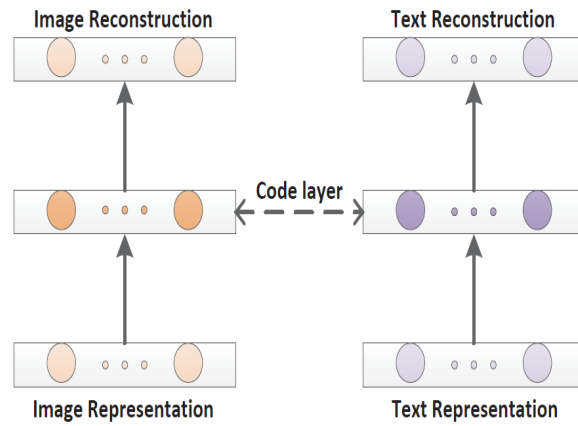 Image Reconstruction
Text Reconstruction
Code layer
Image Representation
Text Representation